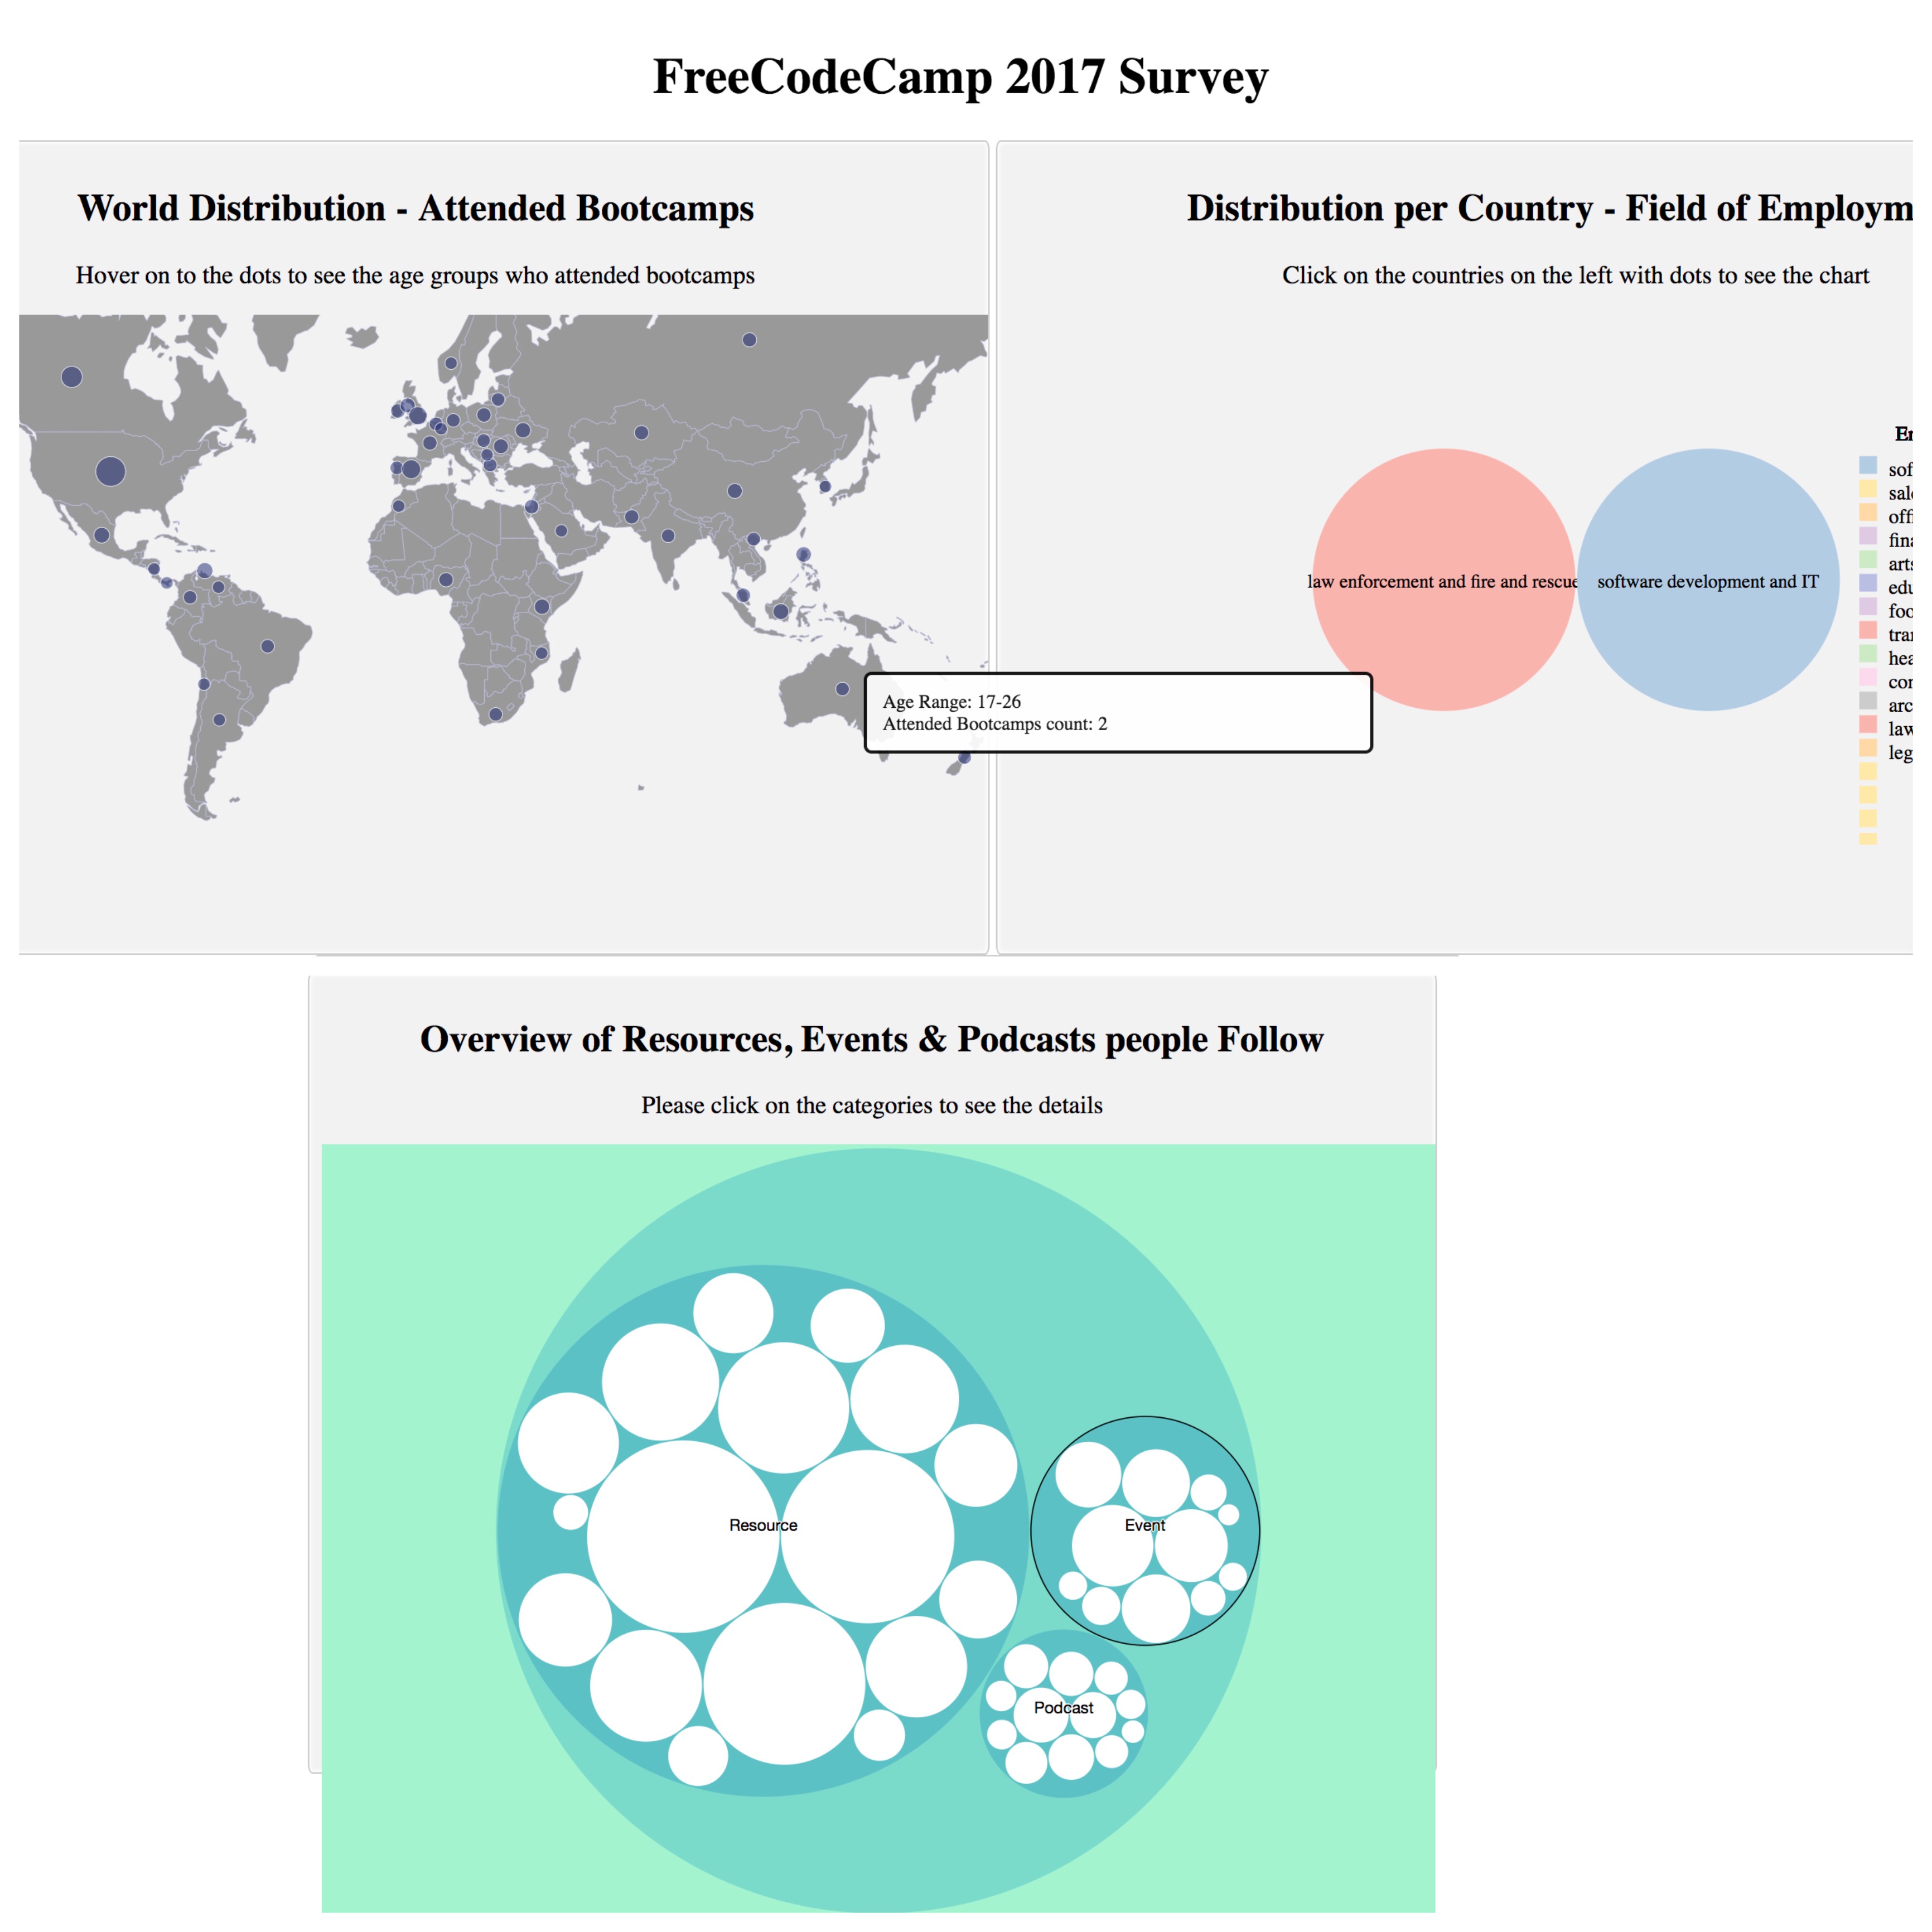 FreeCodeCamp 2017 Survey
World Distribution - Attended Bootcamps
Hover on to the dots to see the age groups who attended bootcamps
Distribution per Country - Field of Employm
Click on the countries on the left with dots to see the chart
law enforcement and fire and rescue
software development and IT
Er
sof
sale
offi
fina
arts
edu
foo
trar
hea
con
arc
law
leg
Age Range: 17-26
Attended Bootcamps count: 2
Overview of Resources, Events & Podcasts people Follow
Please click on the categories to see the details
Resource
Event
Podcast